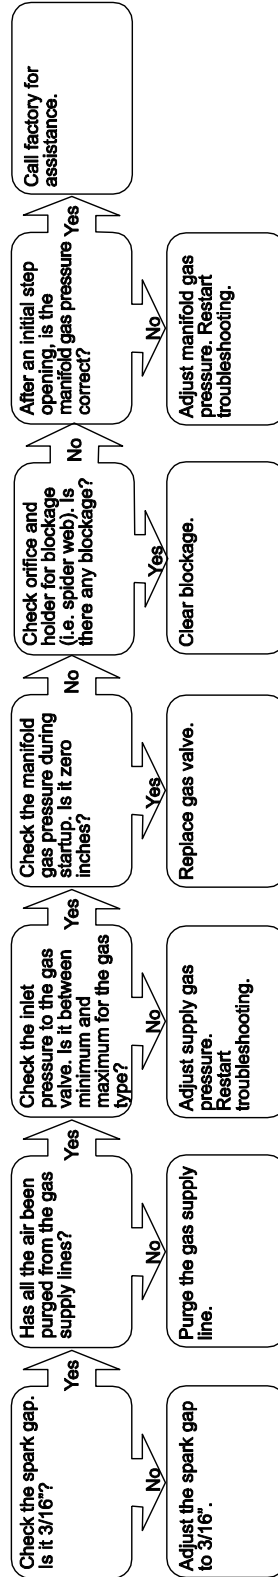 Check the spark gap.
Is it 3/16"?
Yes
No
Adjust the spark gap
to 3/16".
Has all the air been
purged from the gas
supply lines?
Yes
No
Purge the gas supply
line.
Check the inlet
pressure to the gas
valve. Is it between
minimum and
maximum for the gas
type?
Yes
No
Adjust supply gas
pressure.
Restart
troubleshooting.
Check the manifold
gas pressure during
startup. Is it zero
inches?
No
Yes
Replace gas valve.
Check orifice and
holder for blockage
(i.e. spider web). Is
there any blockage?
No
Yes
Clear blockage.
After an initial step
opening, is the
manifold gas pressure
correct?
Yes
No
Adjust manifold gas
pressure. Restart
troubleshooting.
Call factory for
assistance.